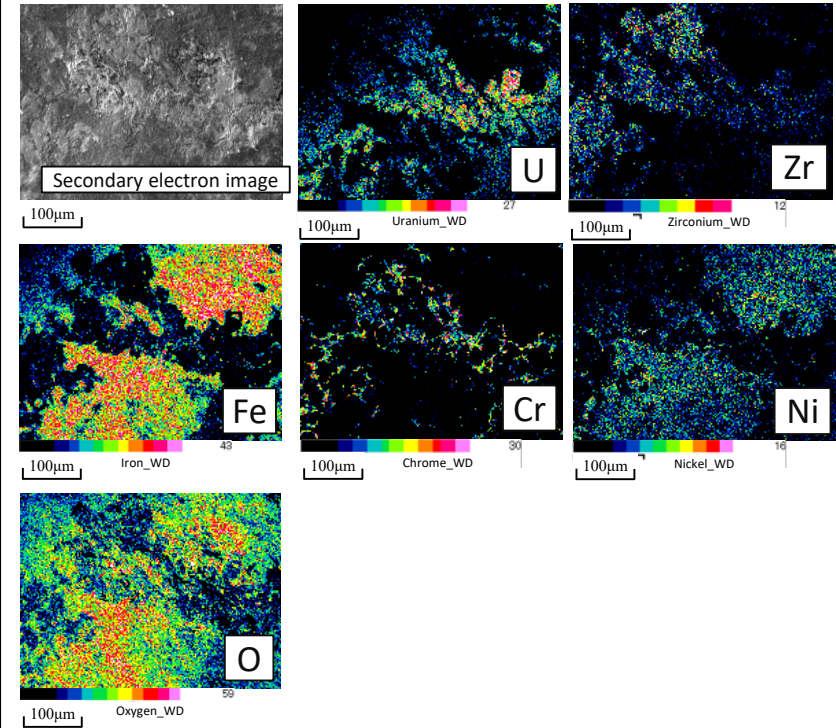 Secondary electron image
100μm
U
27
100μm
Uranium_WD
Zr
12
100μm
Zirconium_WD
Fe
43
100μm
Iron_WD
Cr
30
100μm
Chrome_WD
Ni
16
100μm
Nickel_WD
O
59
100μm
Oxygen_WD